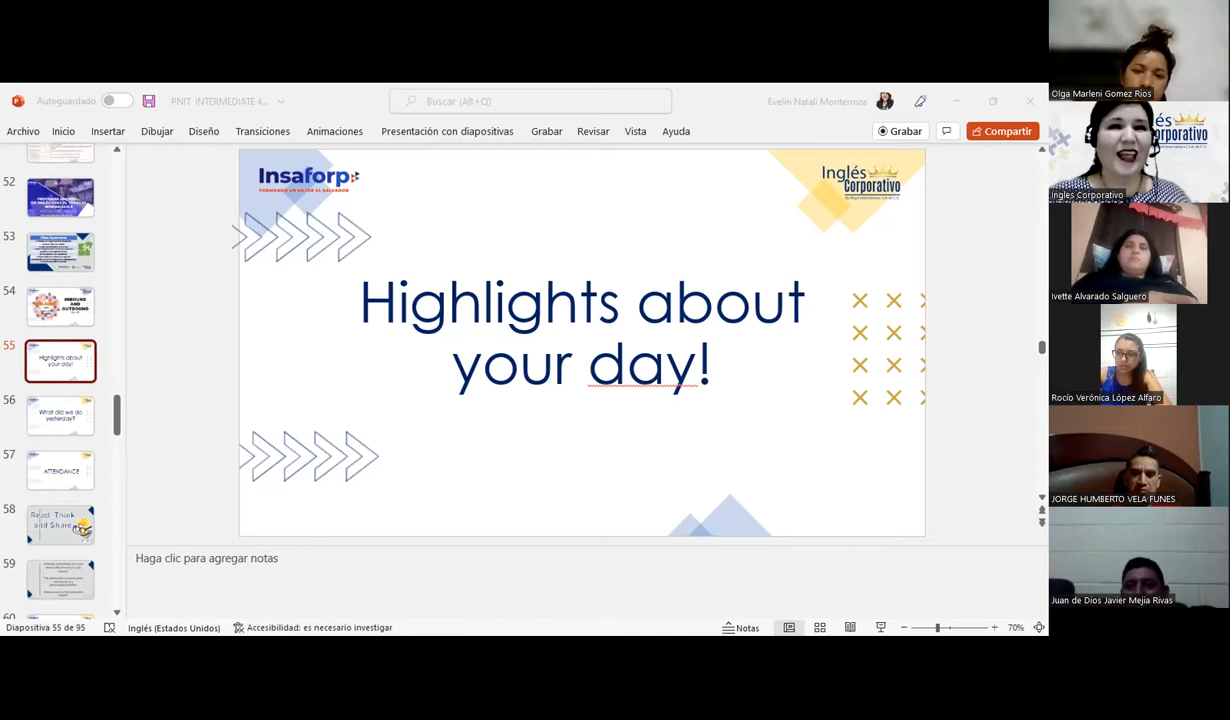 Autoguardado
PNIT INTERMEDIATE 4...
Buscar (Alt+Q)
Evelin Natali Monterroza
Archivo
Inicio
Insertar
Dibujar
Diseño
Transiciones
Animaciones
Presentación con diapositivas
Grabar
Revisar
Vista
Ayuda
Grabar
Compartir
52
53
54
INBOUND
AND
OUTBOUND
55
Highlights about
your day!
56
What did we do
yesterday?
57
ATTENDANCE
58
Read, Think
and Share
59
60
Insaforp
FORMANDO UN MEJOR EL SALVADOR
Inglés
Corporativo
Highlights about
your day!
Haga clic para agregar notas
Diapositiva 55 de 95
Inglés (Estados Unidos)
Accesibilidad: es necesario investigar
Notas
70%
Olga Marleni Gomez Rios
és
Corporativo
Ingles Corporativo
Ivette Alvarado Salguero
Rocío Verónica López Alfaro
JORGE HUMBERTO VELA FUNES
Juan de Dios Javier Mejia Rivas